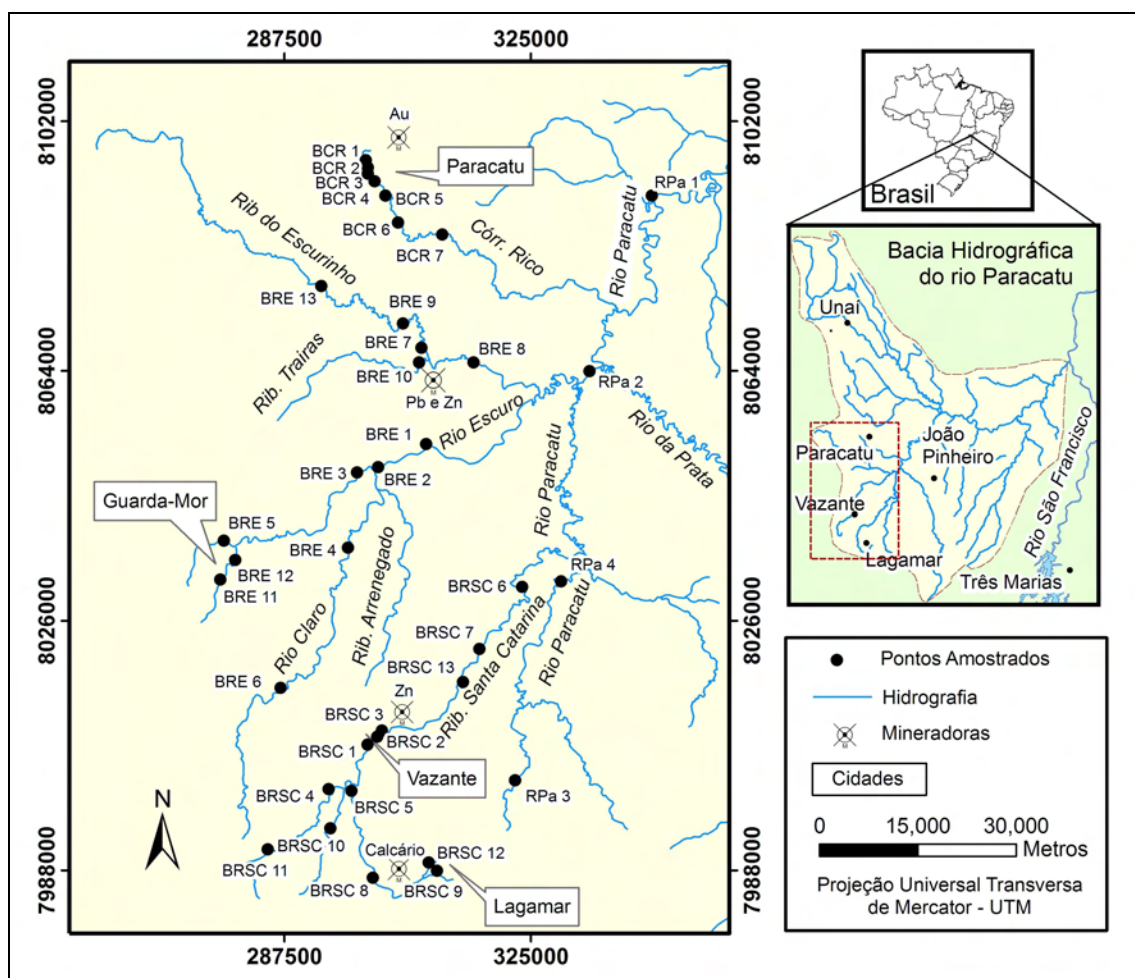 287500
325000
8102000
8064000
8026000
7988000
8102000
8064000
8026000
7988000
287500
325000
Au
Paracatu
BCR 1
BCR 2
BCR 3
BCR 4
BCR 5
BCR 6
BCR 7
Córr. Rico
RPa 1
Rio Paracatu
Rib do Escurinho
BRE 13
BRE 9
BRE 7
BRE 8
BRE 10
Rib. Trairas
Pb e Zn
RPa 2
Rio da Prata
BRE 1
Rio Escuro
BRE 3
BRE 2
Guarda-Mor
BRE 5
BRE 12
BRE 11
BRE 4
Rio Claro
Rib. Arrenegado
Rio Paracatu
RPa 4
BRSC 6
BRSC 7
BRSC 13
Rib. Santa Catarina
Rio Paracatu
BRE 6
Zn
BRSC 3
BRSC 2
BRSC 1
Vazante
BRSC 4
BRSC 5
RPa 3
BRSC 10
BRSC 11
Calcário
BRSC 12
BRSC 8
BRSC 9
Lagamar
N
Brasil
Bacia Hidrográfica
do rio Paracatu
Unaí
Paracatu
João
Pinheiro
Vazante
Lagamar
Três Marias
Rio São Francisco
Pontos Amostrados
Hidrografia
M
Mineradoras
Cidades
0 15,000 30,000
Metros
Projeção Universal Transversa
de Mercator - UTM